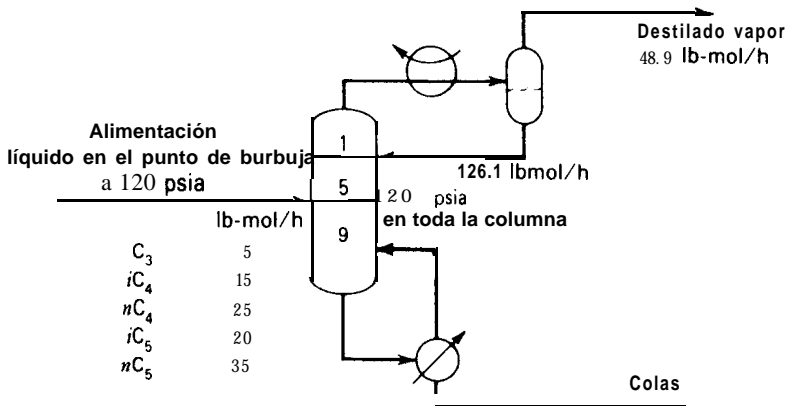 Destilado vapor
48.9 lb-mol/h
Alimentación
líquido en el punto de burbuja
a 120 psia
1
126.1 lbmol/h
5
120 psia
lb-mol/h
en toda la columna
9
C3 5
iC4 15
nC4 25
iC5 20
nC5 35
Colas